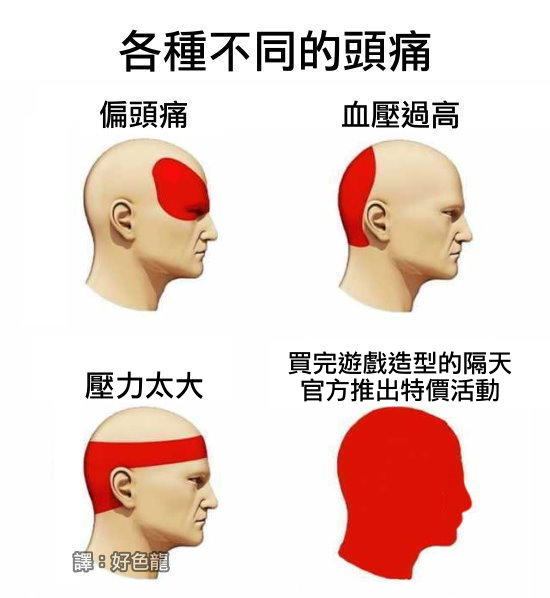 各種不同的頭痛
偏頭痛
血壓過高
壓力太大
買完遊戲造型的隔天
官方推出特價活動
譯：好色龍